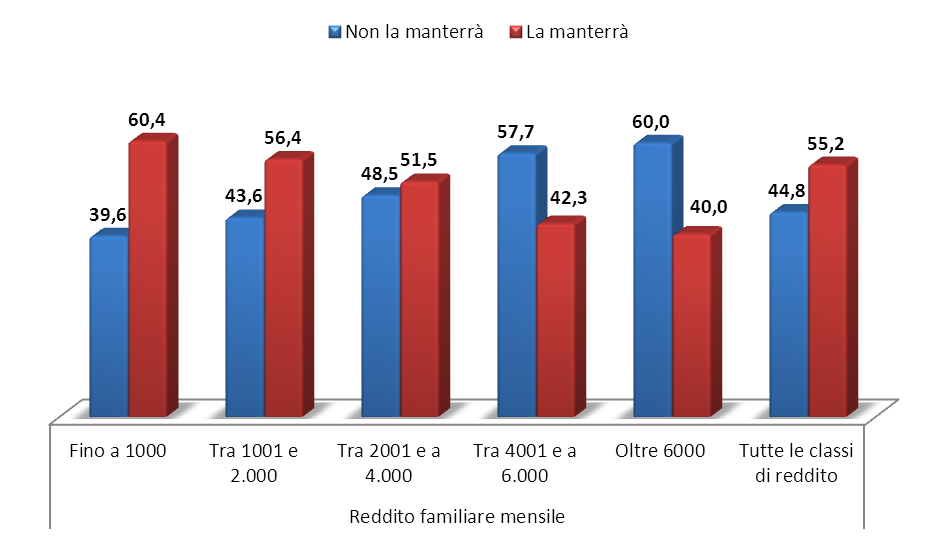 Non la manterrà La manterrà
60,4
56,4
57,7
60,0
55,2
48,5
51,5
39,6
43,6
42,3
40,0
44,8
Fino a 1000
Tra 1001 e
2.000
Tra 2001 e a
4.000
Tra 4001 e a
6.000
Oltre 6000
Tutte le classi
di reddito
Reddito familiare mensile